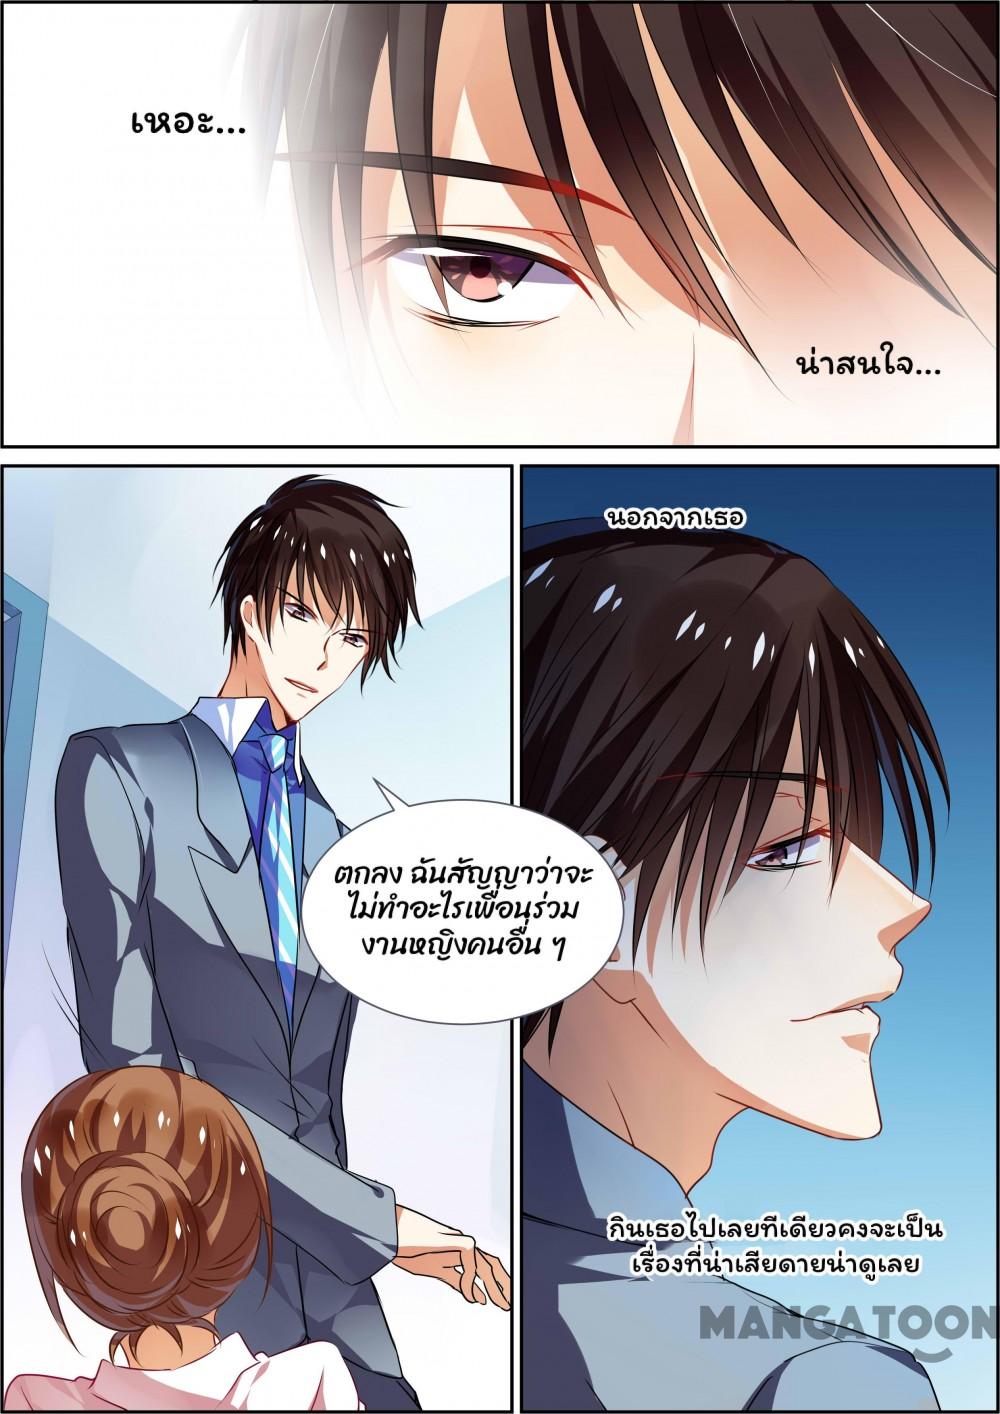 เหอะ...
น่าสนใจ...
ตกลง ฉันสัญญาว่าจะ
ไม่ทำอะไรเพื่อนร่วม
งานหญิงคนอื่น ๆ
นอกจากเธอ
กินเธอไปเลยทีเดียวคงจะเป็น
เรื่องที่น่าเสียดายน่าดูเลย
MANGATOON